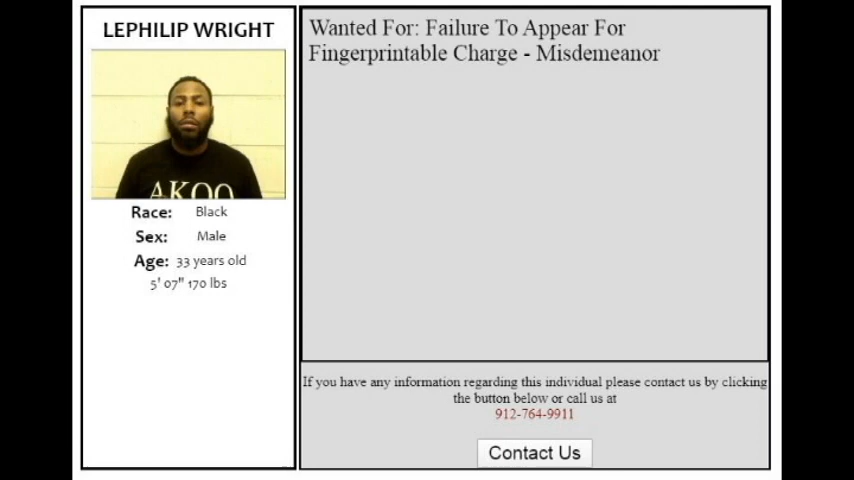 LEPHILIP WRIGHT
AKOO
Race: Black
Sex: Male
Age: 33 years old
5' 07" 170 lbs
Wanted For: Failure To Appear For
Fingerprintable Charge - Misdemeanor
If you have any information regarding this individual please contact us by clicking
the button below or call us at
912-764-9911
Contact Us